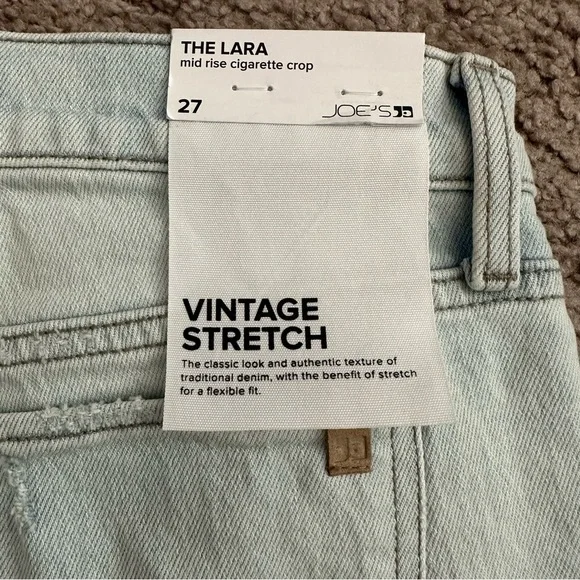 THE LARA
mid rise cigarette crop
27
JOE'S
VINTAGE
STRETCH
The classic look and authentic texture of
traditional denim, with the benefit of stretch
for a flexible fit.